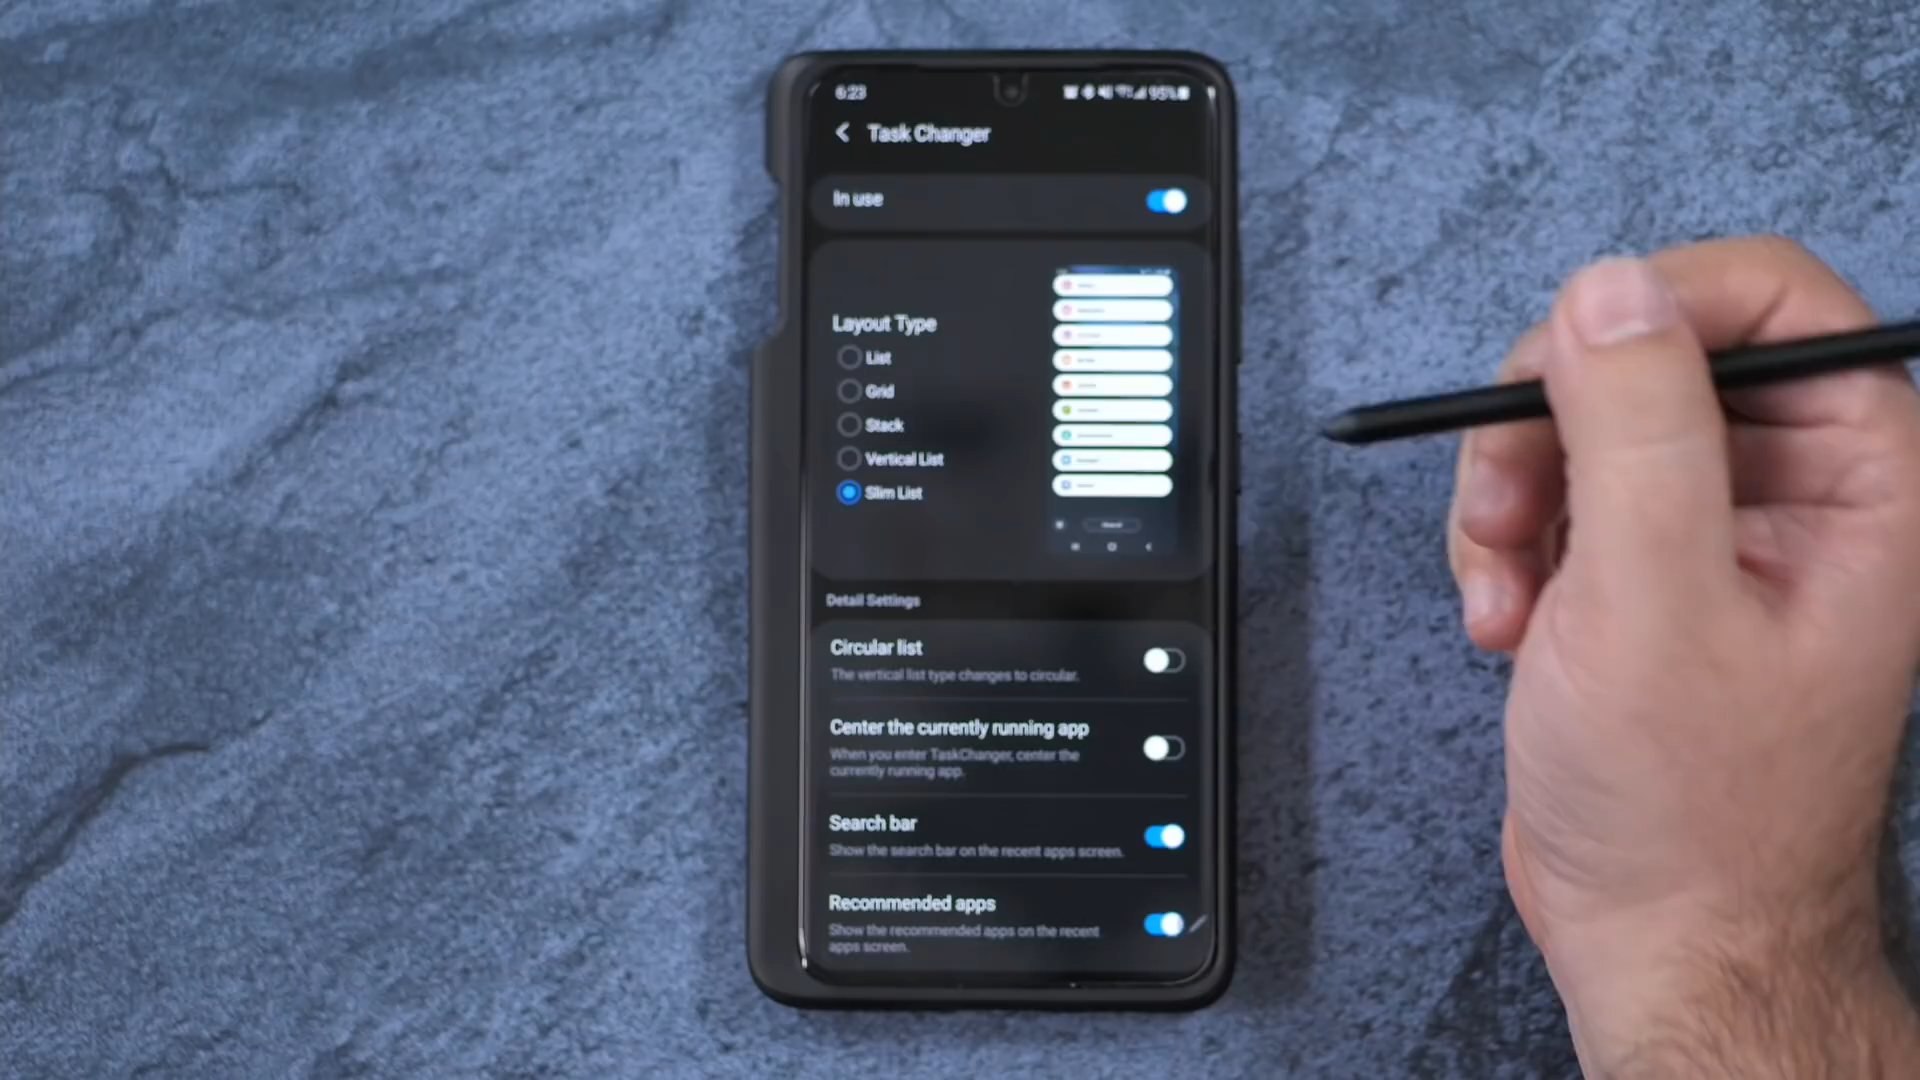 6:23
95%
Task Changer
In use
Layout Type
List
Grid
Stack
Vertical List
Slim List
Detail Settings
Circular list
The vertical list type changes to circular.
Center the currently running app
When you enter TaskChanger, center the
currently running app.
Search bar
Show the search bar on the recent apps screen.
Recommended apps
Show the recommended apps on the recent
apps screen.